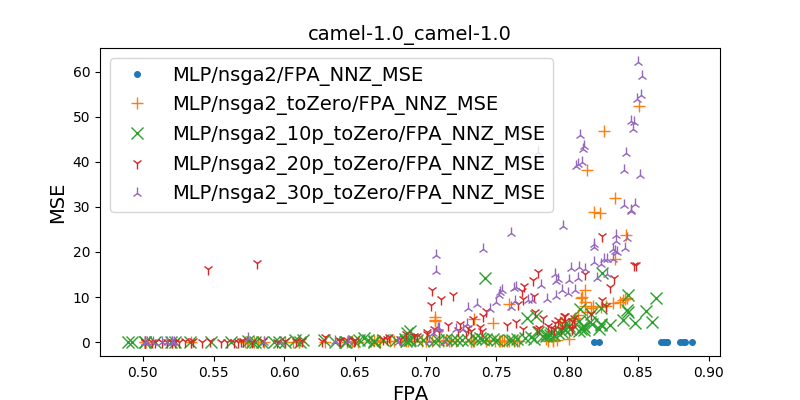 camel-1.0_camel-1.0
MLP/nsga2/FPA_NNZ_MSE
MLP/nsga2_toZero/FPA_NNZ_MSE
MLP/nsga2_10p_toZero/FPA_NNZ_MSE
MLP/nsga2_20p_toZero/FPA_NNZ_MSE
MLP/nsga2_30p_toZero/FPA_NNZ_MSE
MSE
60
50
40
30
20
10
0
0.50 0.55 0.60 0.65 0.70 0.75 0.80 0.85 0.90
FPA